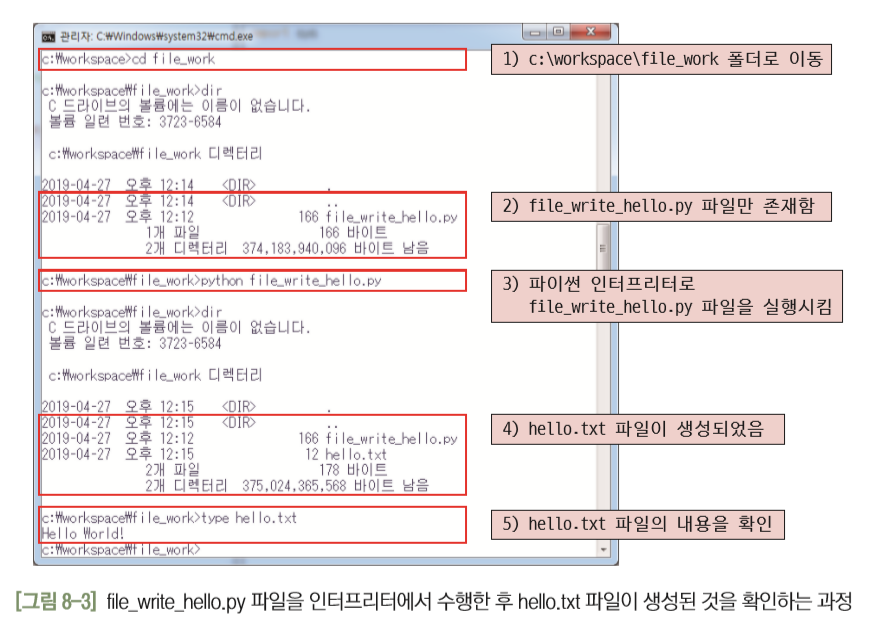 관리자: C:₩Windows₩system32₩cmd.exe
c:₩workspace>cd file_work
1) c:\workspace\file_work 폴더로 이동
c:₩workspace₩file_work>dir
C 드라이브의 볼륨에는 이름이 없습니다.
볼륨 일련 번호: 3723-6584
c:₩workspace₩file_work 디렉터리
2019-04-27 오후 12:14 <DIR> .
2019-04-27 오후 12:14 <DIR> ..
2019-04-27 오후 12:12 166 file_write_hello.py
1개 파일 166 바이트
2개 디렉터리 374,183,940,096 바이트 남음
2) file_write_hello.py 파일만 존재함
c:₩workspace₩file_work>python file_write_hello.py
3) 파이썬 인터프리터로
file_write_hello.py 파일을 실행시킴
c:₩workspace₩file_work>dir
C 드라이브의 볼륨에는 이름이 없습니다.
볼륨 일련 번호: 3723-6584
c:₩workspace₩file_work 디렉터리
2019-04-27 오후 12:15 <DIR> .
2019-04-27 오후 12:15 <DIR> ..
2019-04-27 오후 12:12 166 file_write_hello.py
2019-04-27 오후 12:15 12 hello.txt
2개 파일 178 바이트
2개 디렉터리 375,024,365,568 바이트 남음
4) hello.txt 파일이 생성되었음
c:₩workspace₩file_work>type hello.txt
Hello World!
5) hello.txt 파일의 내용을 확인
c:₩workspace₩file_work>
[그림 8-3] file_write_hello.py 파일을 인터프리터에서 수행한 후 hello.txt 파일이 생성된 것을 확인하는 과정